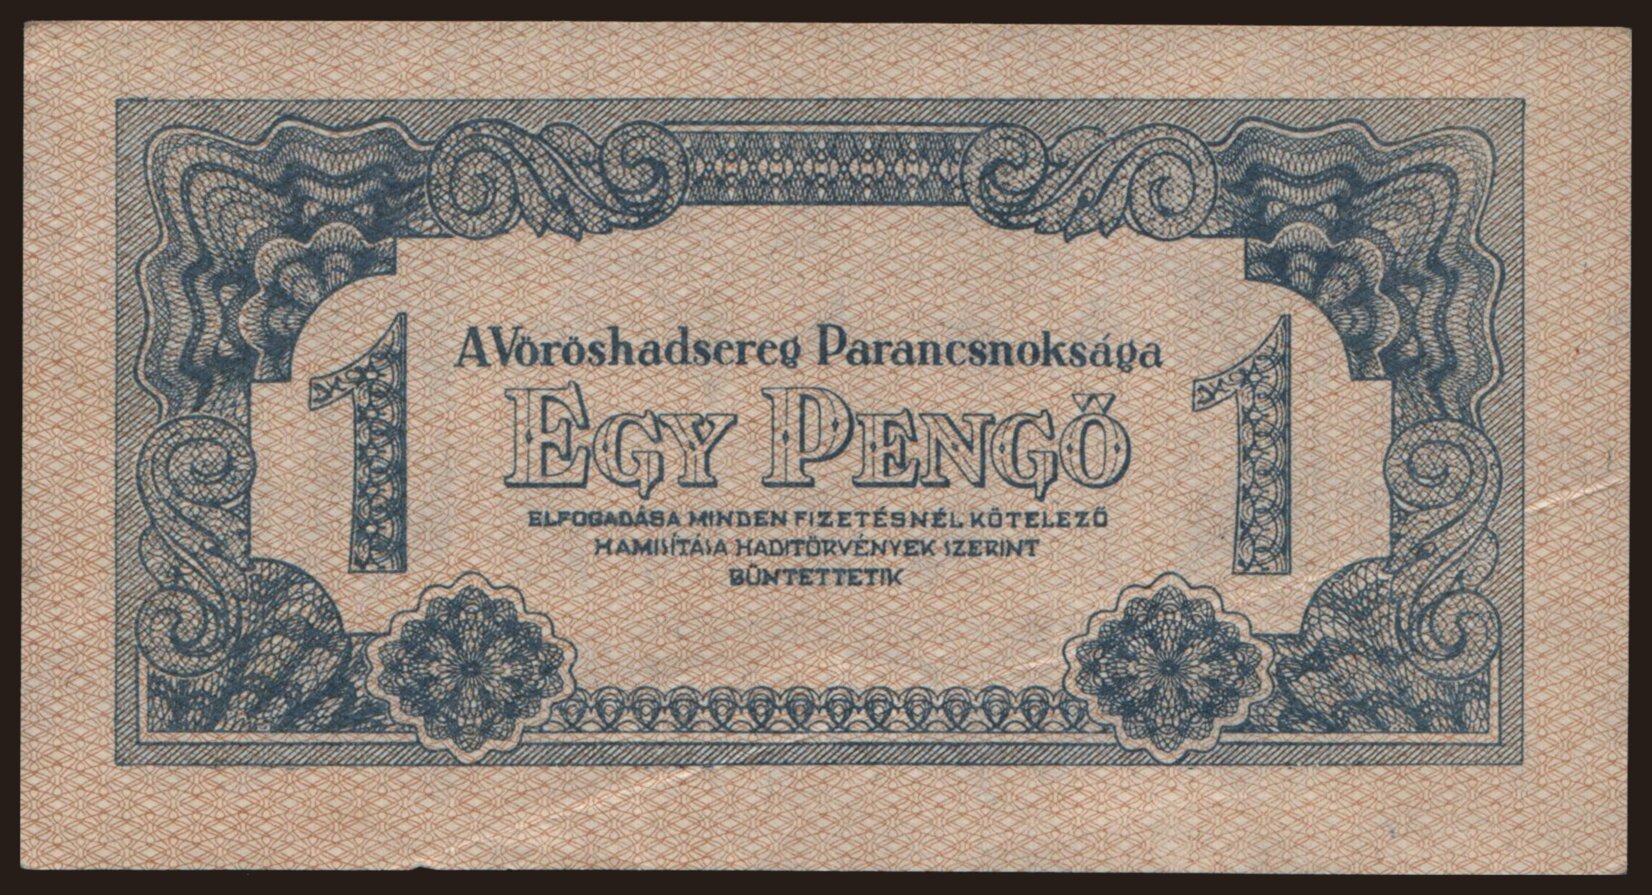 A Vöröshadsereg Parancsnoksága
1 EGY PENGŐ 1
ELFOGADÁSA MINDEN FIZETÉSNÉL KÖTELEZŐ
HAMISÍTÁSA HADITÖRVÉNYEK SZERINT
BÜNTETTETIK